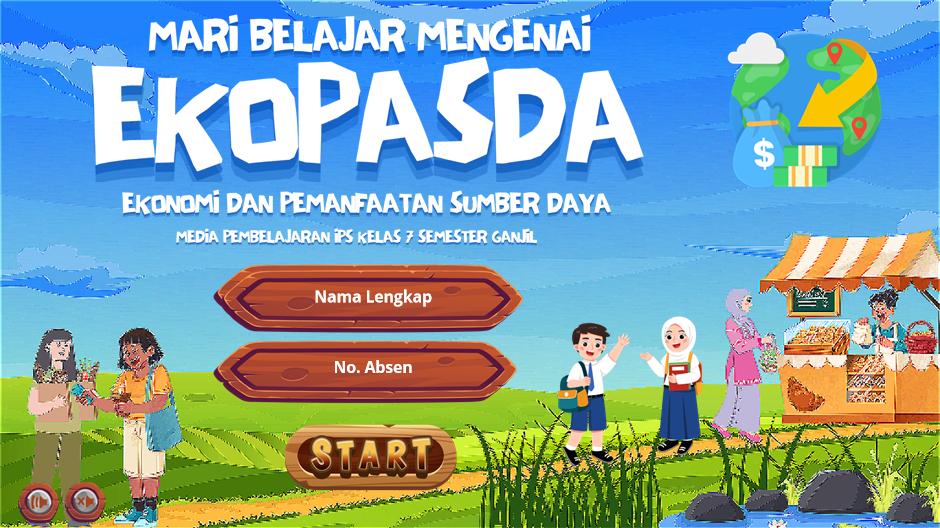 MARI BELAJAR MENGENAI
EKOPASDA
EKONOMI DAN PEMANFAATAN SUMBER DAYA
MEDIA PEMBELAJARAN IPS KELAS 7 SEMESTER GANJIL
Nama Lengkap
No. Absen
START
$